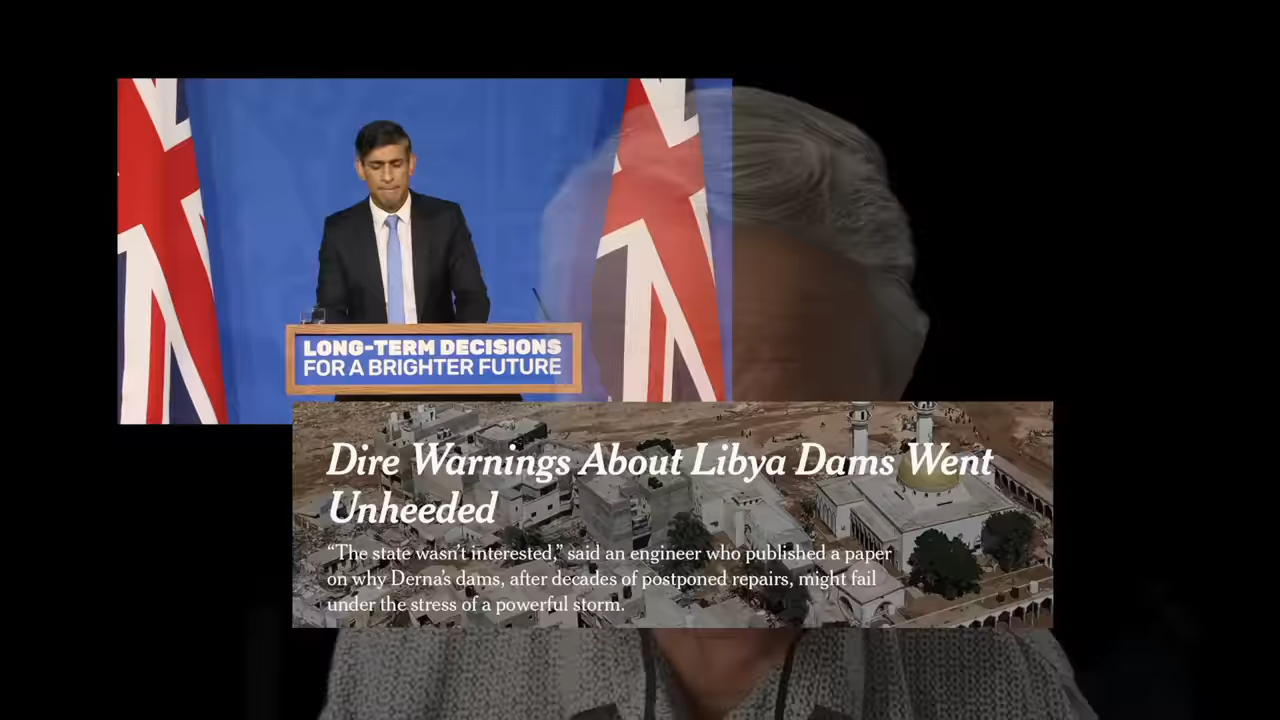 LONG-TERM DECISIONS
FOR A BRIGHTER FUTURE
Dire Warnings About Libya Dams Went
Unheeded
“The state wasn’t interested,” said an engineer who published a paper
on why Derna’s dams, after decades of postponed repairs, might fail
under the stress of a powerful storm.